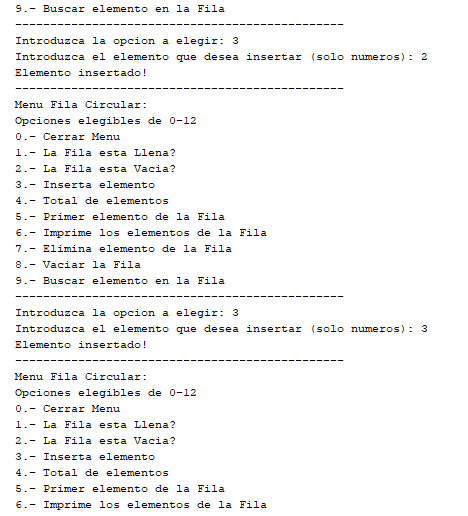 9.- Buscar elemento en la Fila
-----------------------------------------------
Introduzca la opcion a elegir: 3
Introduzca el elemento que desea insertar (solo numeros): 2
Elemento insertado!
-----------------------------------------------
Menu Fila Circular:
Opciones elegibles de 0-12
0.- Cerrar Menu
1.- La Fila esta Llena?
2.- La Fila esta Vacia?
3.- Inserta elemento
4.- Total de elementos
5.- Primer elemento de la Fila
6.- Imprime los elementos de la Fila
7.- Elimina elemento de la Fila
8.- Vaciar la Fila
9.- Buscar elemento en la Fila
-----------------------------------------------
Introduzca la opcion a elegir: 3
Introduzca el elemento que desea insertar (solo numeros): 3
Elemento insertado!
-----------------------------------------------
Menu Fila Circular:
Opciones elegibles de 0-12
0.- Cerrar Menu
1.- La Fila esta Llena?
2.- La Fila esta Vacia?
3.- Inserta elemento
4.- Total de elementos
5.- Primer elemento de la Fila
6.- Imprime los elementos de la Fila